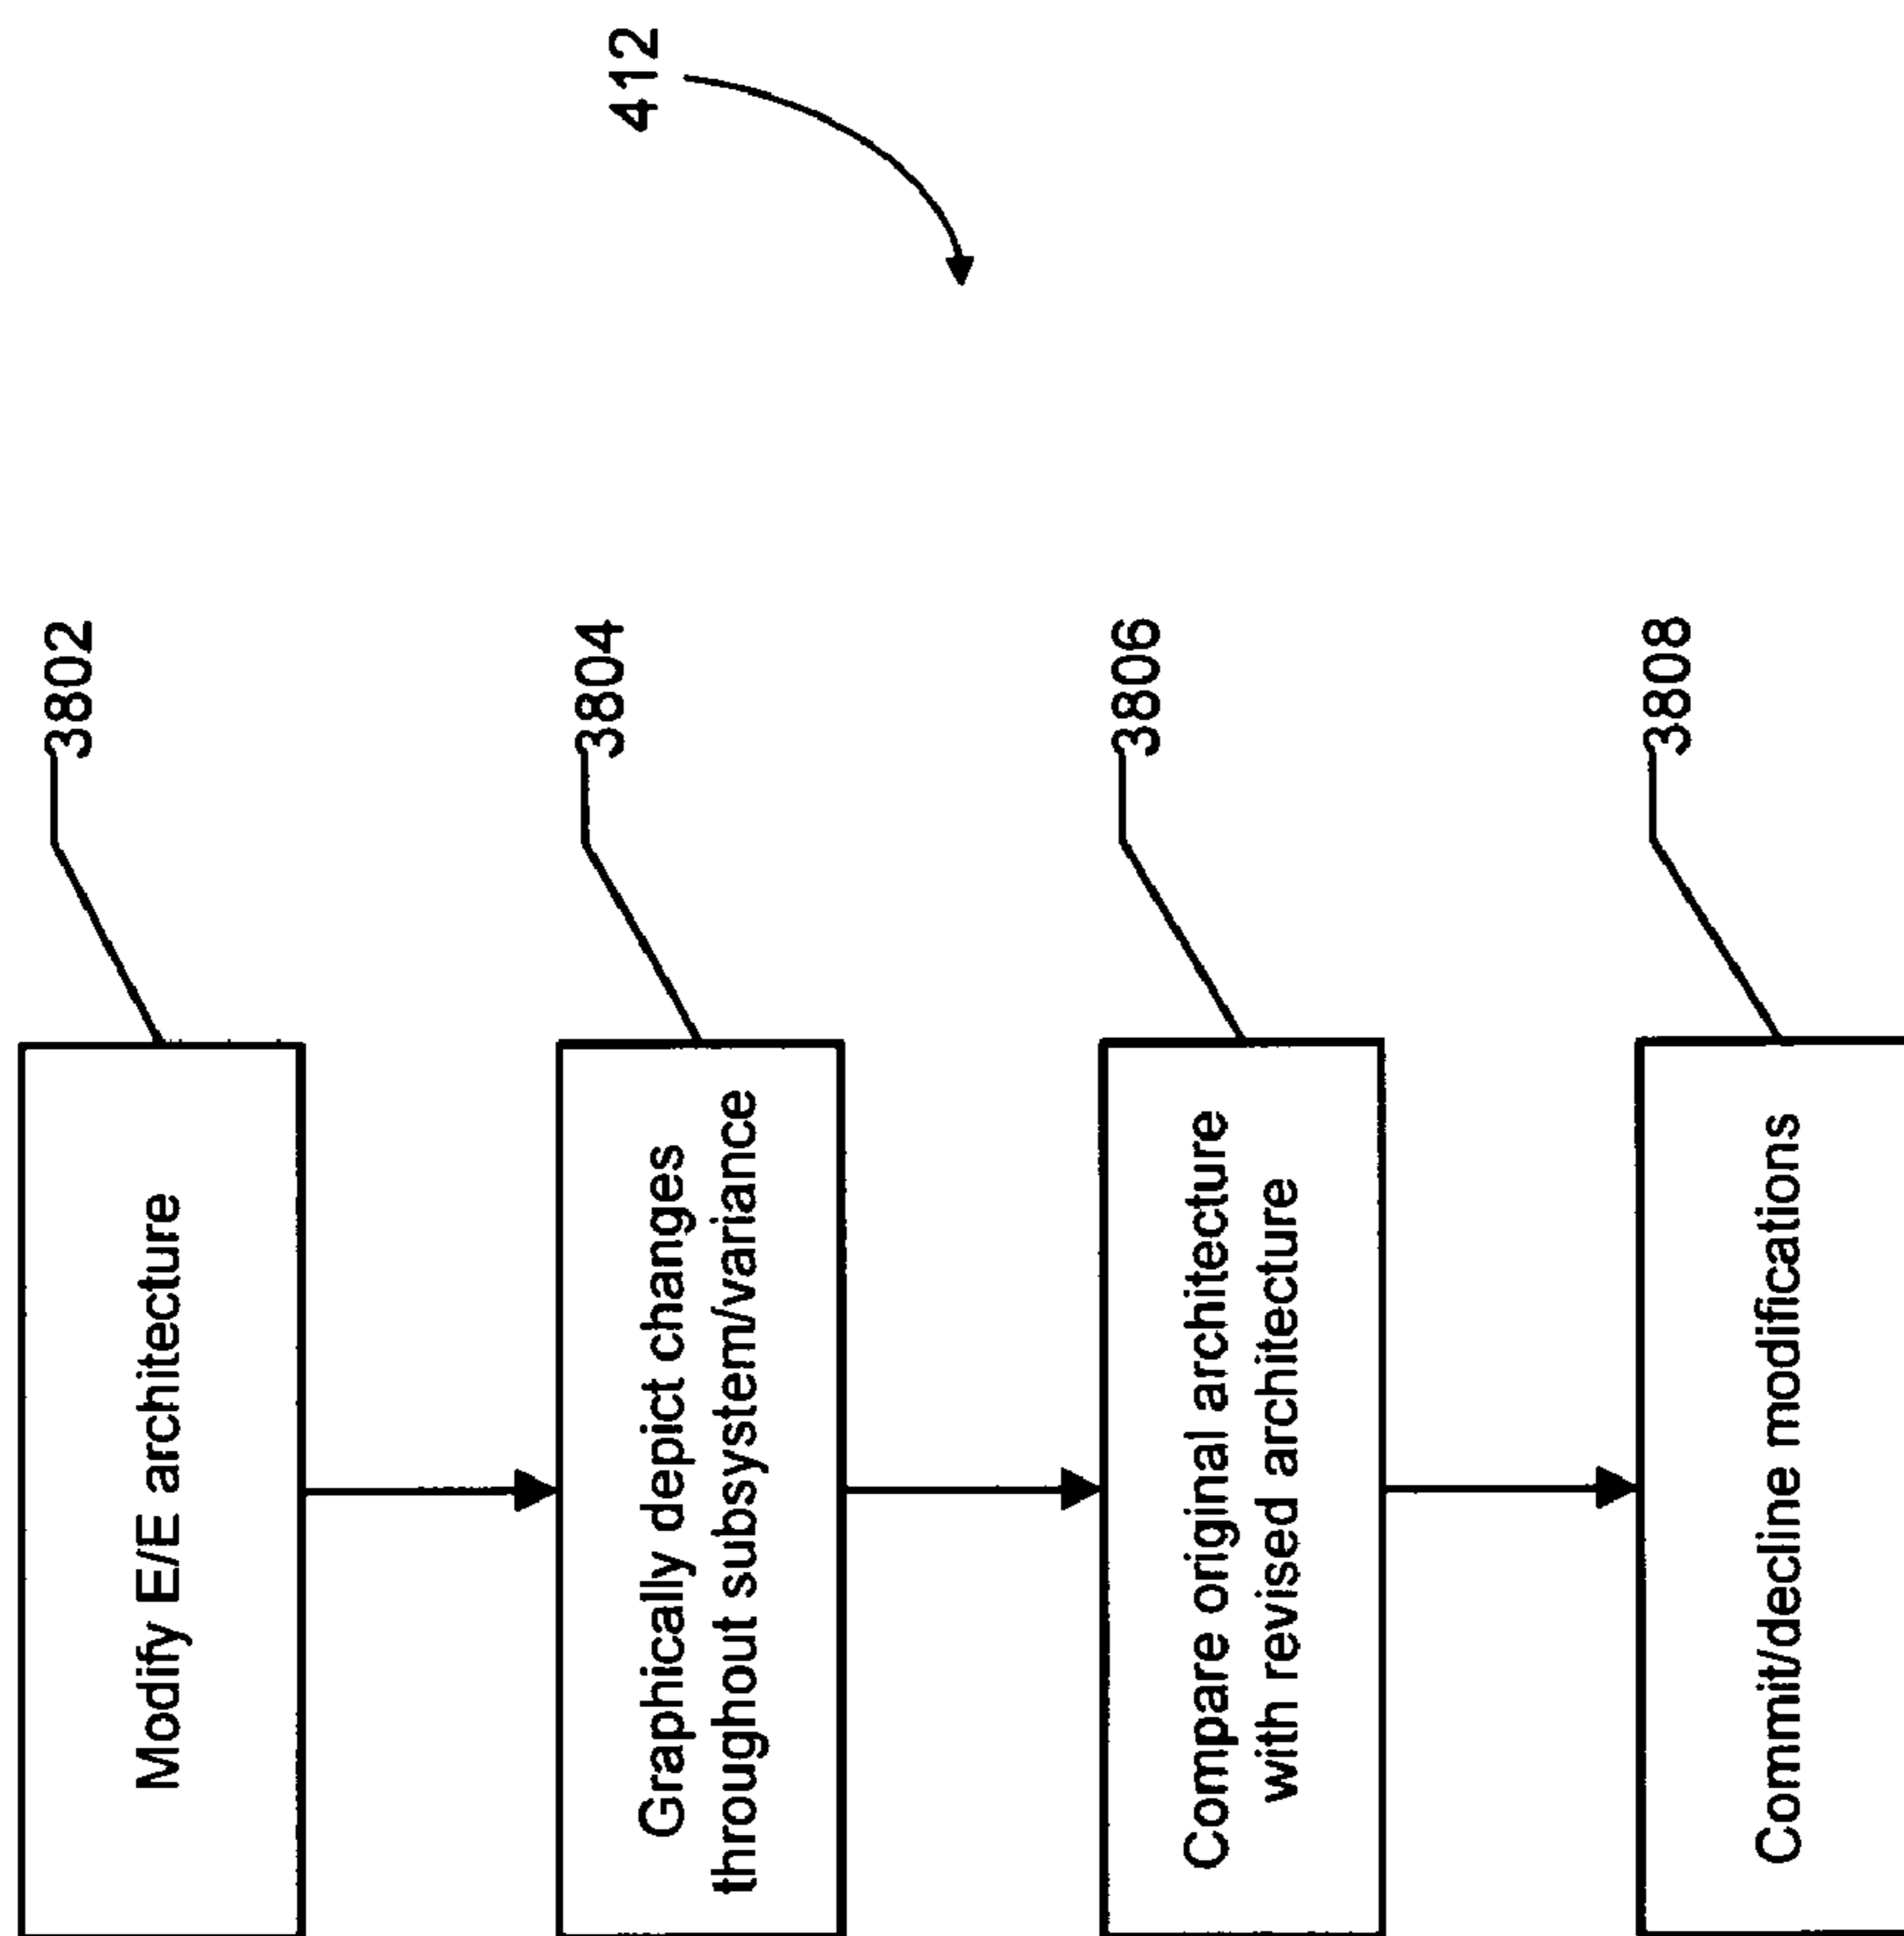 412
3802
Modify E/E architecture
3804
Graphically depict changes
throughout subsystem/variance
3806
Compare original architecture
with revised architecture
3808
Commit/decline modifications